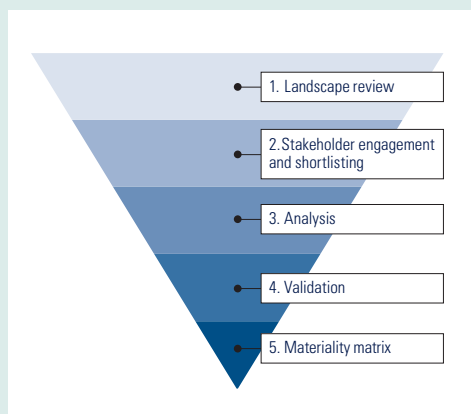 1. Landscape review
2. Stakeholder engagement
and shortlisting
3. Analysis
4. Validation
5. Materiality matrix